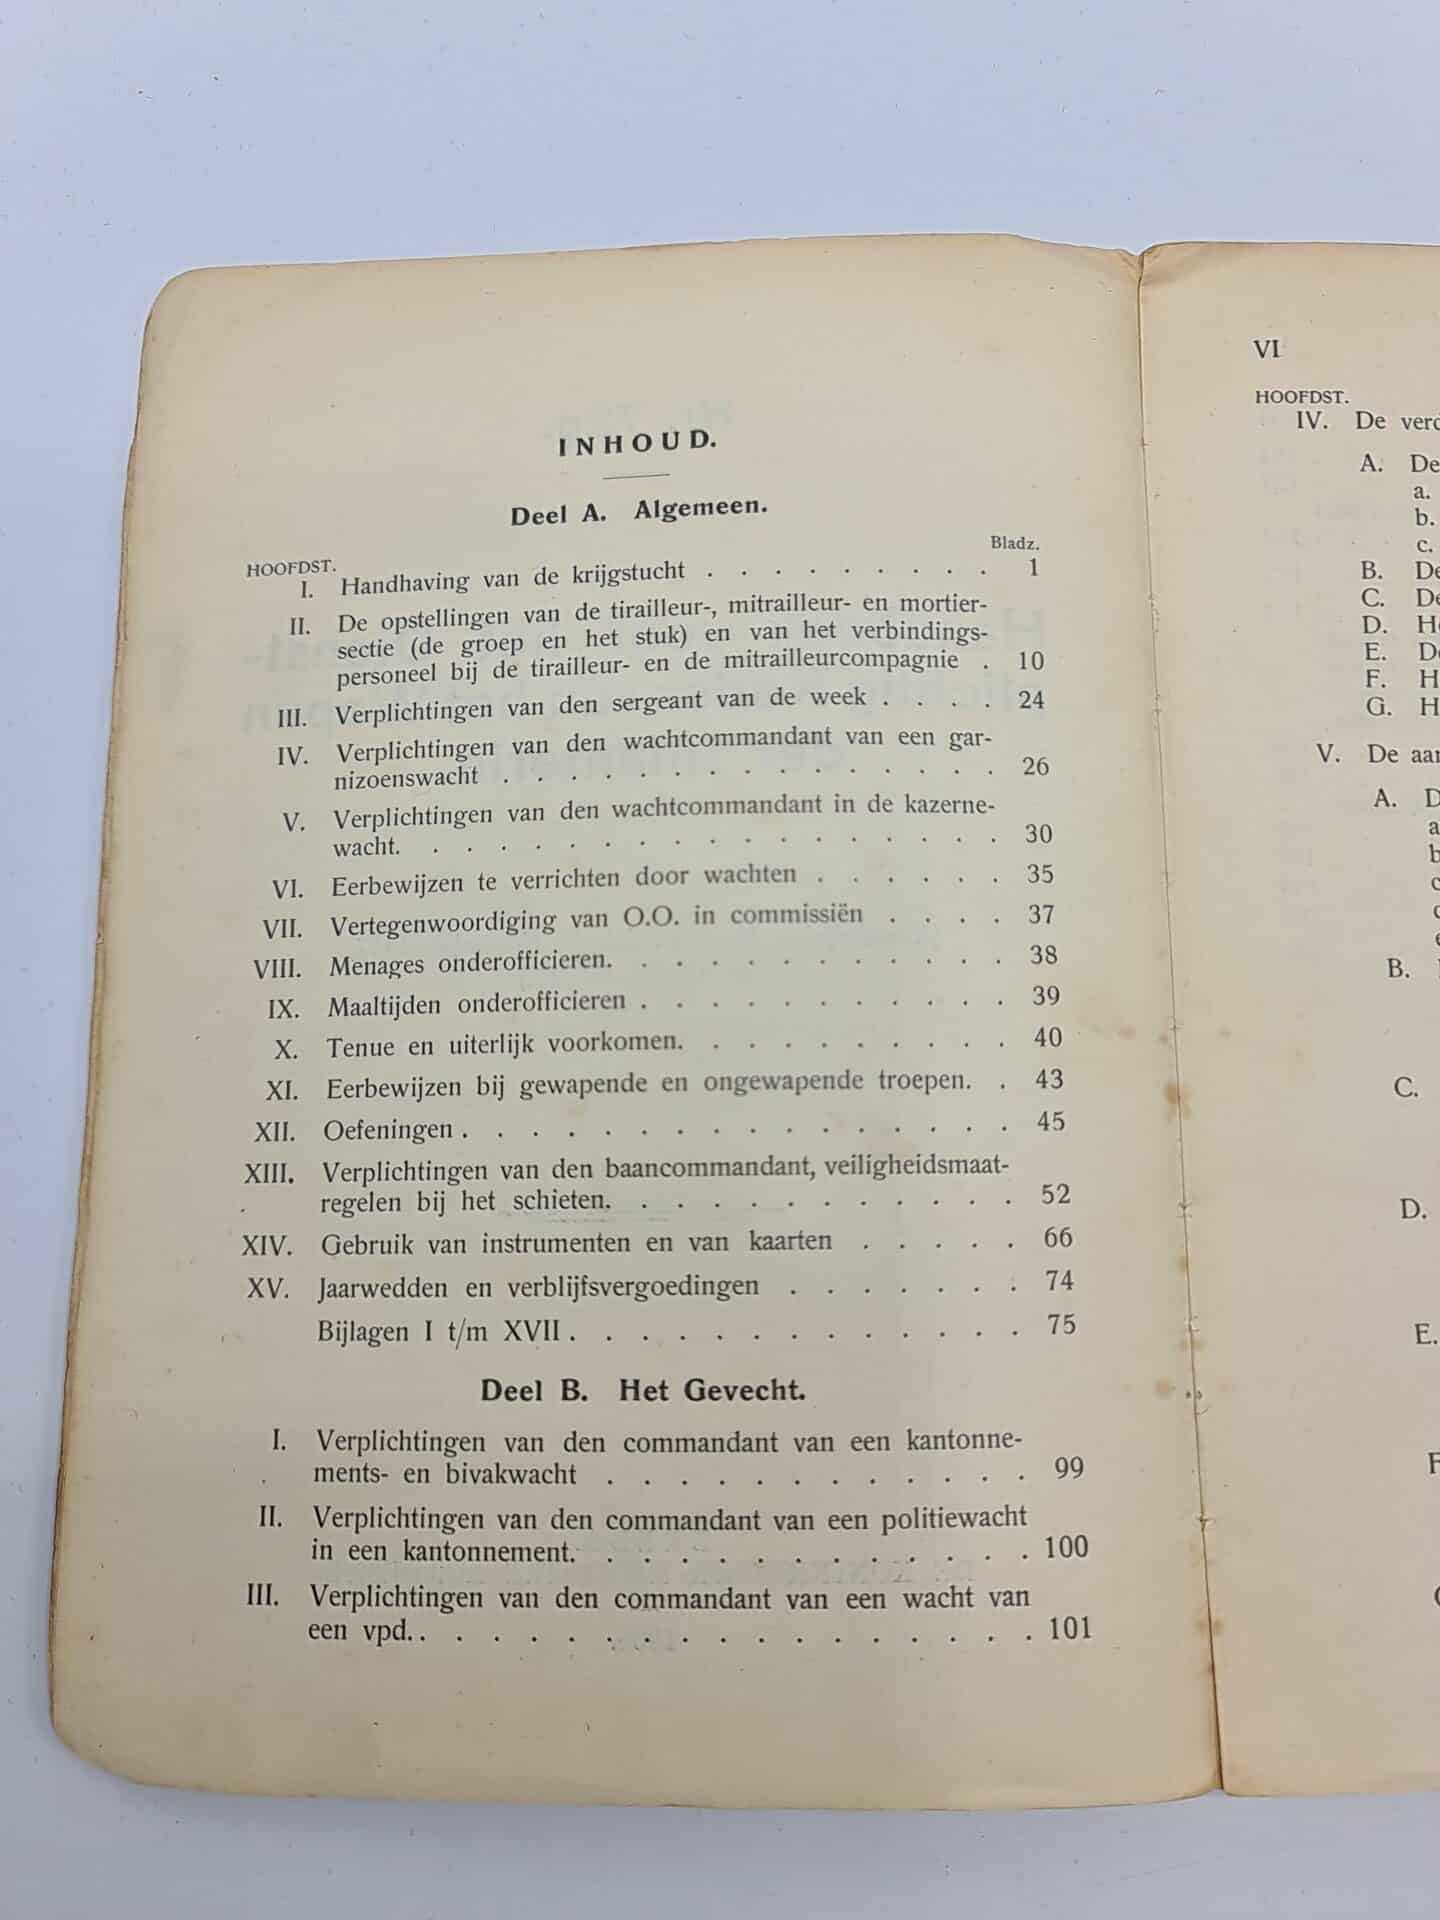 INHOUD.
Deel A. Algemeen.
HOOFDST. Bladz.
I. Handhaving van de krijgstucht . . . . . . . . . 1
II. De opstellingen van de tirailleur-, mitrailleur- en mortier-
sectie (de groep en het stuk) en van het verbindings-
personeel bij de tirailleur- en de mitrailleurcompagnie . 10
III. Verplichtingen van den sergeant van de week . . . . 24
IV. Verplichtingen van den wachtcommandant van een gar-
nizoenswacht . . . . . . . . . . . . . . . 26
V. Verplichtingen van den wachtcommandant in de kazerne-
wacht. . . . . . . . . . . . . . . . . . 30
VI. Eerbewijzen te verrichten door wachten . . . . . . 35
VII. Vertegenwoordiging van O.O. in commissiën . . . . 37
VIII. Menages onderofficieren. . . . . . . . . . . . 38
IX. Maaltijden onderofficieren . . . . . . . . . . . 39
X. Tenue en uiterlijk voorkomen. . . . . . . . . . 40
XI. Eerbewijzen bij gewapende en ongewapende troepen. . 43
XII. Oefeningen . . . . . . . . . . . . . . . . 45
XIII. Verplichtingen van den baancommandant, veiligheidsmaat-
regelen bij het schieten. . . . . . . . . . . . 52
XIV. Gebruik van instrumenten en van kaarten . . . . . 66
XV. Jaarwedden en verblijfsvergoedingen . . . . . . . 74
Bijlagen I t/m XVII . . . . . . . . . . . . . 75
Deel B. Het Gevecht.
I. Verplichtingen van den commandant van een kantonne-
ments- en bivakwacht . . . . . . . . . . . . 99
II. Verplichtingen van den commandant van een politiewacht
in een kantonnement. . . . . . . . . . . . . 100
III. Verplichtingen van den commandant van een wacht van
een vpd. . . . . . . . . . . . . . . . . . 101
VI
HOOFDST.
IV. De
A. De
a.
b.
c.
B. De
C. De
D.
E.
F.
G.
V. De
A.
a
b
c
B.
C.
D.
E.